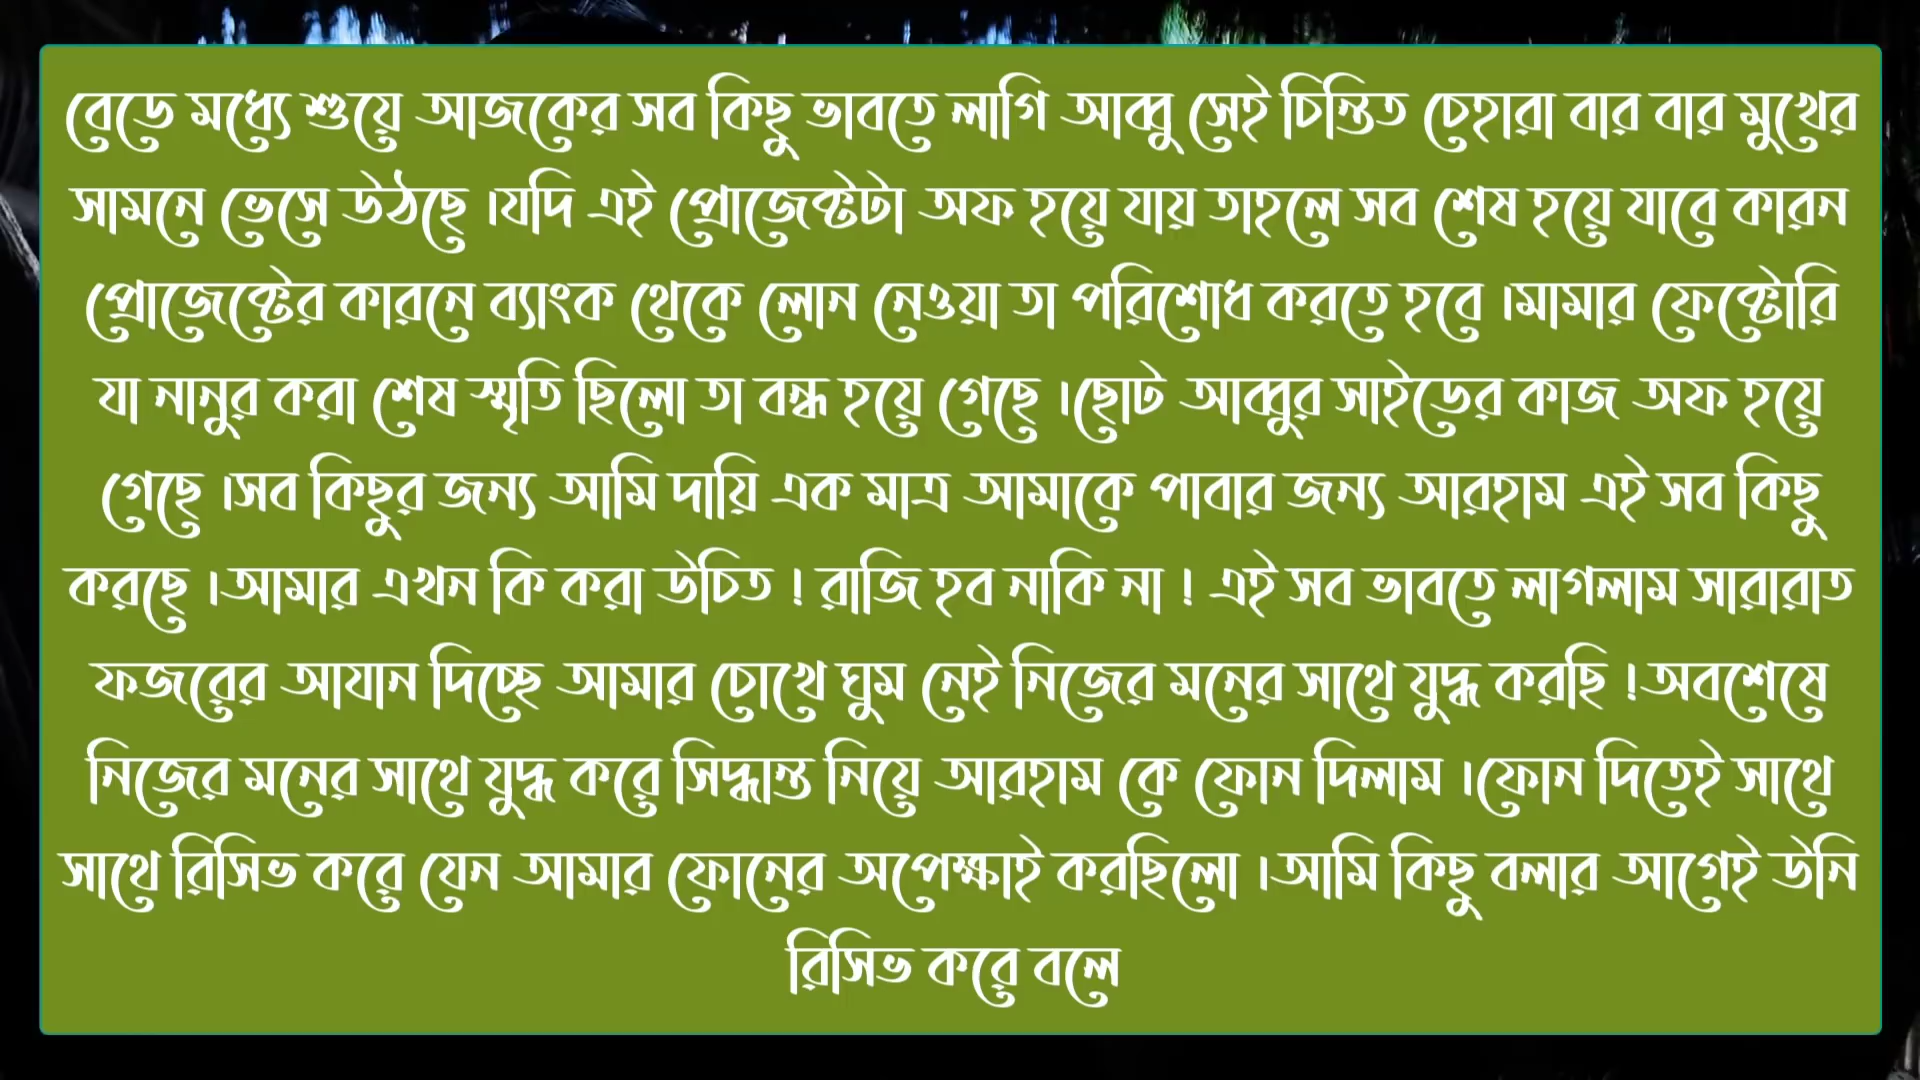 বেডে মধ্যে শুয়ে আজকের সব কিছু ভাবতে লাগি আব্বু সেই চিন্তিত চেহারা বার বার মুখের
সামনে ভেসে উঠছে ।যদি এই প্রোজেক্টটা অফ হয়ে যায় তাহলে সব শেষ হয়ে যাবে কারন
প্রোজেক্টের কারনে ব্যাংক থেকে লোন নেওয়া তা পরিশোধ করতে হবে ।মামার ফেক্টোরি
যা নানুর করা শেষ স্মৃতি ছিলো তা বন্ধ হয়ে গেছে ।ছোট আব্বুর সাইডের কাজ অফ হয়ে
গেছে ।সব কিছুর জন্য আমি দায়ি এক মাত্র আমাকে পাবার জন্য আরহাম এই সব কিছু
করছে ।আমার এখন কি করা উচিত ! রাজি হব নাকি না ! এই সব ভাবতে লাগলাম সারারাত
ফজরের আযান দিচ্ছে আমার চোখে ঘুম নেই নিজের মনের সাথে যুদ্ধ করছি !অবশেষে
নিজের মনের সাথে যুদ্ধ করে সিদ্ধান্ত নিয়ে আরহাম কে ফোন দিলাম ।ফোন দিতেই সাথে
সাথে রিসিভ করে যেন আমার ফোনের অপেক্ষাই করছিলো ।আমি কিছু বলার আগেই উনি
রিসিভ করে বলে